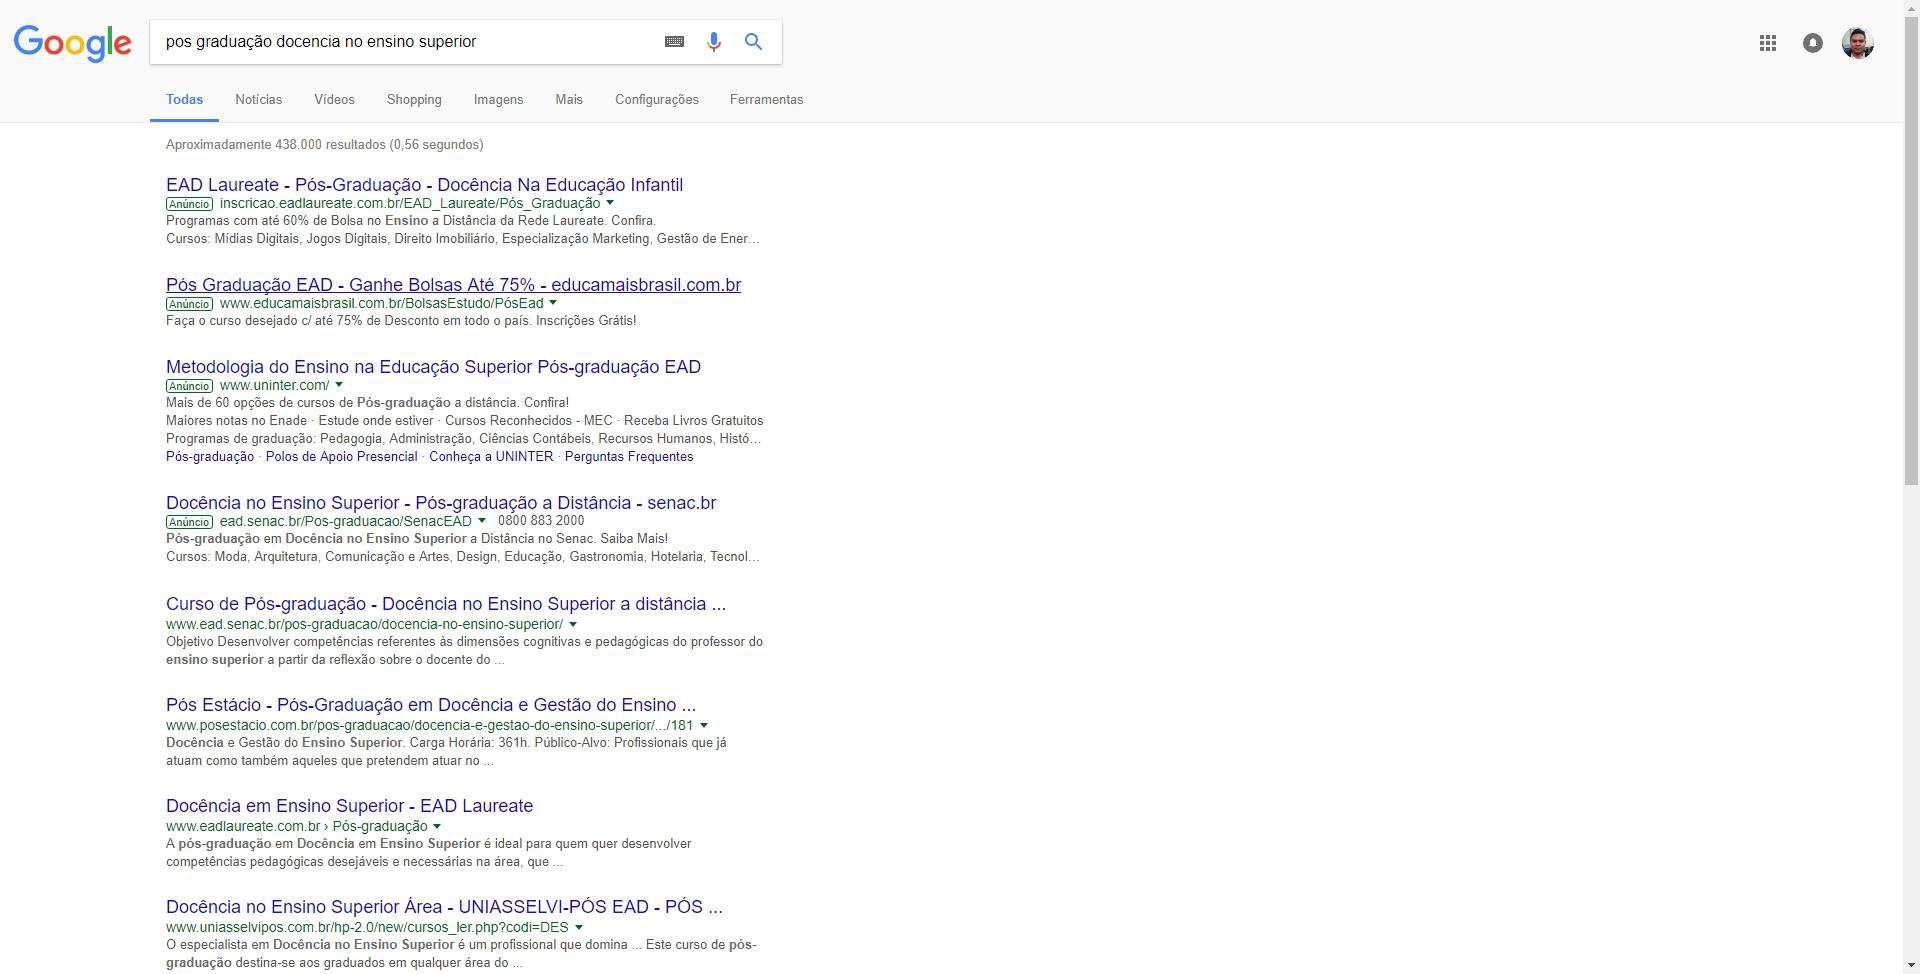 Google
pos graduação docencia no ensino superior
Todas Notícias Vídeos Shopping Imagens Mais Configurações Ferramentas
Aproximadamente 438.000 resultados (0,56 segundos)
EAD Laureate - Pós-Graduação - Docência Na Educação Infantil
Anúncio inscricao.eadlaureate.com.br/EAD_Laureate/Pós_Graduação
Programas com até 60% de Bolsa no Ensino a Distância da Rede Laureate. Confira.
Cursos: Mídias Digitais, Jogos Digitais, Direito Imobiliário, Especialização Marketing, Gestão de Ener…
Pós Graduação EAD - Ganhe Bolsas Até 75% - educamaisbrasil.com.br
Anúncio www.educamaisbrasil.com.br/BolsasEstudo/PósEad
Faça o curso desejado c/ até 75% de Desconto em todo o país. Inscrições Grátis!
Metodologia do Ensino na Educação Superior Pós-graduação EAD
Anúncio www.uninter.com/
Mais de 60 opções de cursos de Pós-graduação a distância. Confira!
Maiores notas no Enade · Estude onde estiver · Cursos Reconhecidos - MEC · Receba Livros Gratuitos
Programas de graduação: Pedagogia, Administração, Ciências Contábeis, Recursos Humanos, Histó…
Pós-graduação · Polos de Apoio Presencial · Conheça a UNINTER · Perguntas Frequentes
Docência no Ensino Superior - Pós-graduação a Distância - senac.br
Anúncio ead.senac.br/Pos-graduacao/SenacEAD 0800 883 2000
Pós-graduação em Docência no Ensino Superior a Distância no Senac. Saiba Mais!
Cursos: Moda, Arquitetura, Comunicação e Artes, Design, Educação, Gastronomia, Hotelaria, Tecnol…
Curso de Pós-graduação - Docência no Ensino Superior a distância ...
www.ead.senac.br/pos-graduacao/docencia-no-ensino-superior/
Objetivo Desenvolver competências referentes às dimensões cognitivas e pedagógicas do professor do
ensino superior a partir da reflexão sobre o docente do ...
Pós Estácio - Pós-Graduação em Docência e Gestão do Ensino ...
www.posestacio.com.br/pos-graduacao/docencia-e-gestao-do-ensino-superior/.../181
Docência e Gestão do Ensino Superior. Carga Horária: 361h. Público-Alvo: Profissionais que já
atuam como também aqueles que pretendem atuar no ...
Docência em Ensino Superior - EAD Laureate
www.eadlaureate.com.br › Pós-graduação
A pós-graduação em Docência em Ensino Superior é ideal para quem quer desenvolver
competências pedagógicas desejáveis e necessárias na área, que ...
Docência no Ensino Superior Área - UNIASSELVI-PÓS EAD - PÓS ...
www.uniasselvipos.com.br/hp-2.0/new/cursos_ler.php?codi=DES
O especialista em Docência no Ensino Superior é um profissional que domina ... Este curso de pós-
graduação destina-se aos graduados em qualquer área do ...